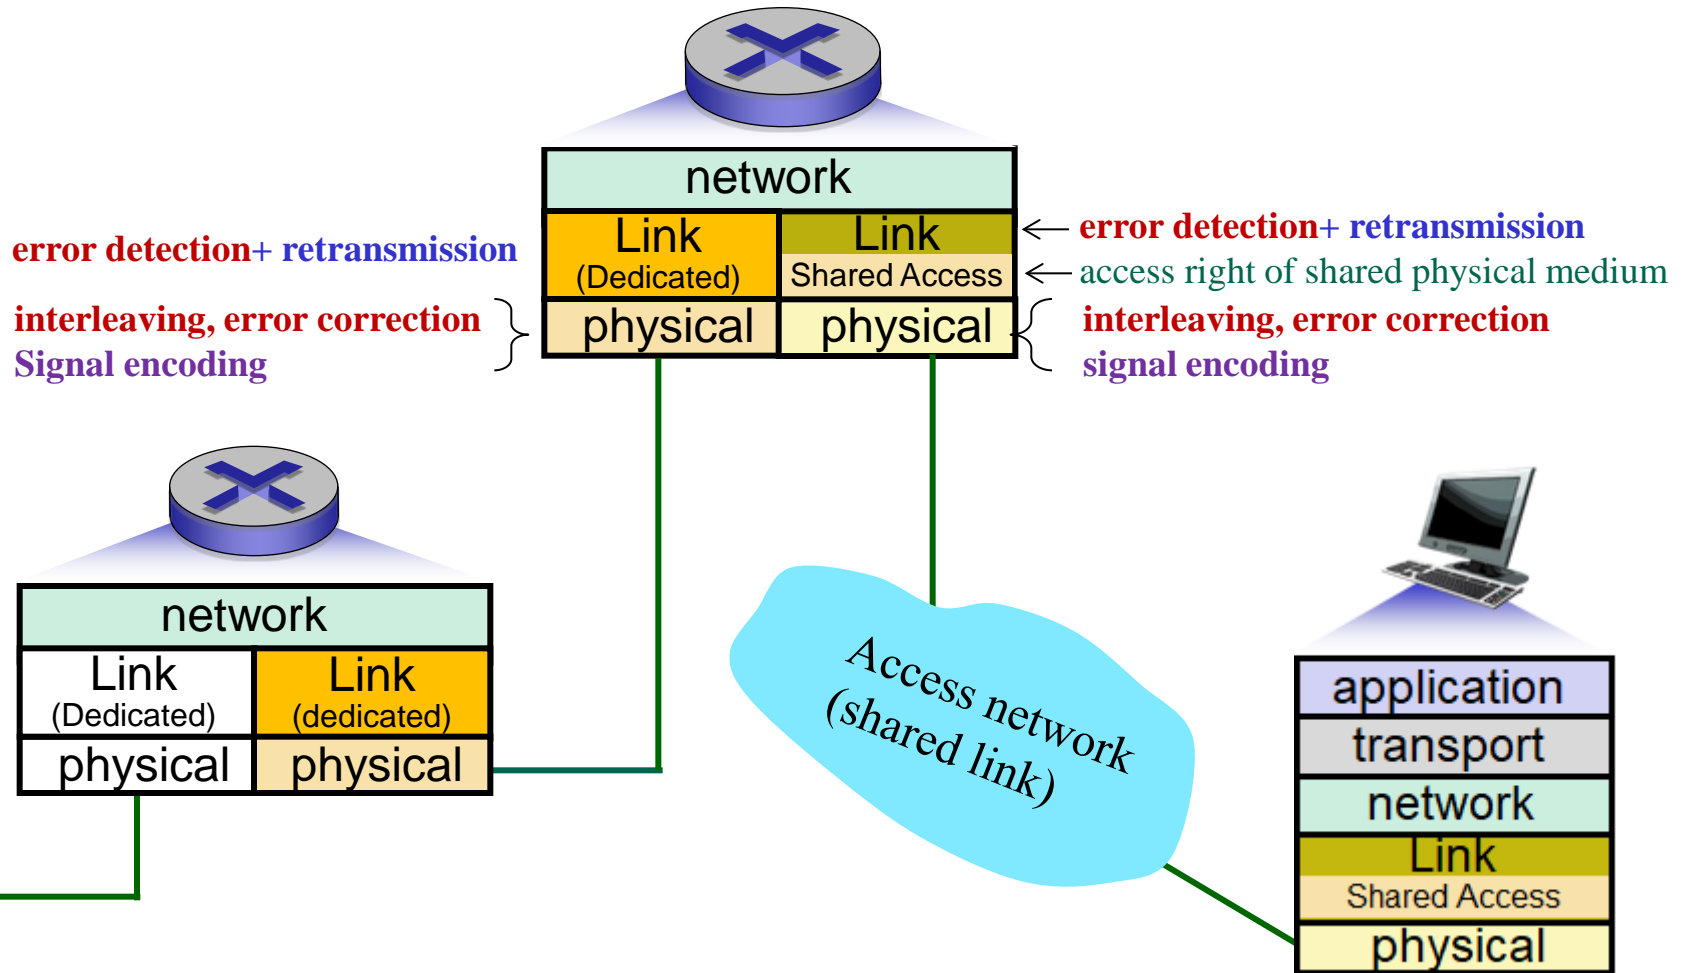 network
Link
(Dedicated)
Link
Shared Access
physical
physical
error detection+ retransmission
interleaving, error correction
Signal encoding
error detection+ retransmission
access right of shared physical medium
interleaving, error correction
signal encoding
network
Link
(Dedicated)
Link
(dedicated)
physical
physical
Access network
(shared link)
application
transport
network
Link
Shared Access
physical